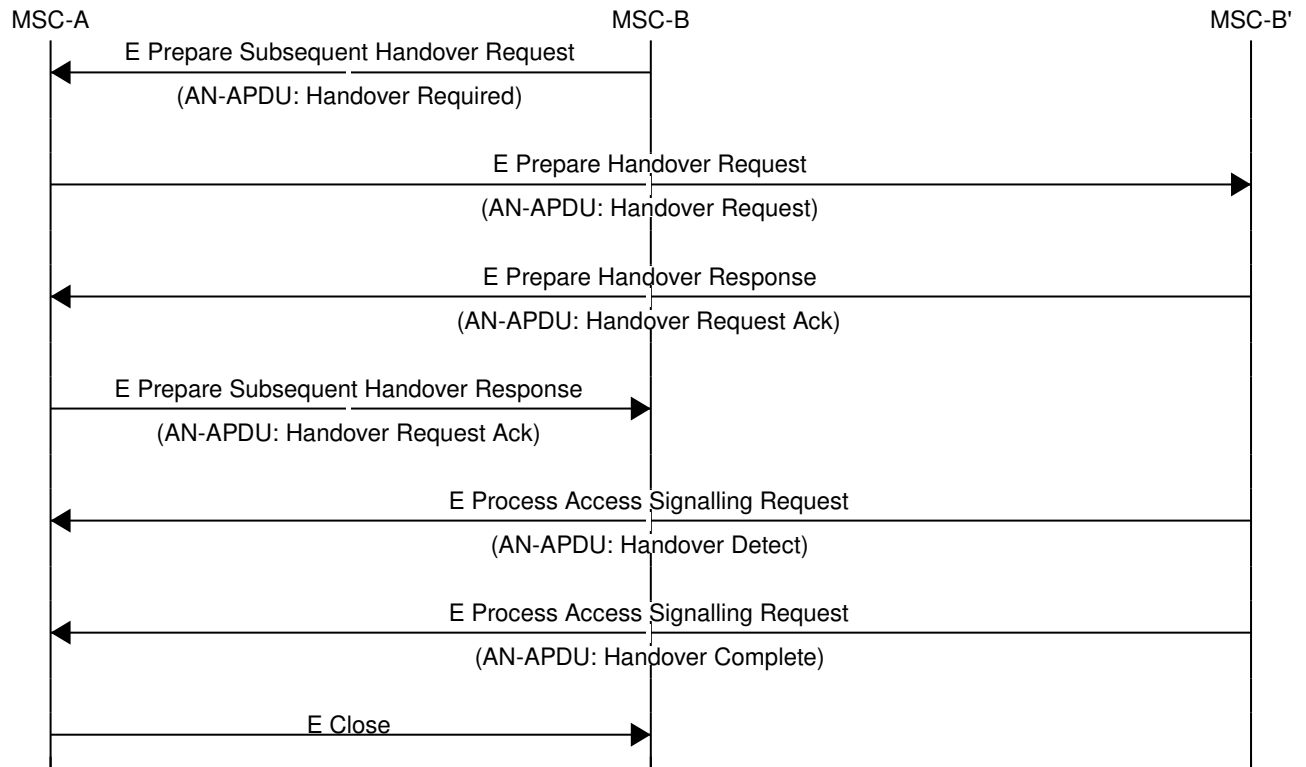 MSC-A MSC-B MSC-B'
E Prepare Subsequent Handover Request
(AN-APDU: Handover Required)
E Prepare Handover Request
(AN-APDU: Handover Request)
E Prepare Handover Response
(AN-APDU: Handover Request Ack)
E Prepare Subsequent Handover Response
(AN-APDU: Handover Request Ack)
E Process Access Signalling Request
(AN-APDU: Handover Detect)
E Process Access Signalling Request
(AN-APDU: Handover Complete)
E Close